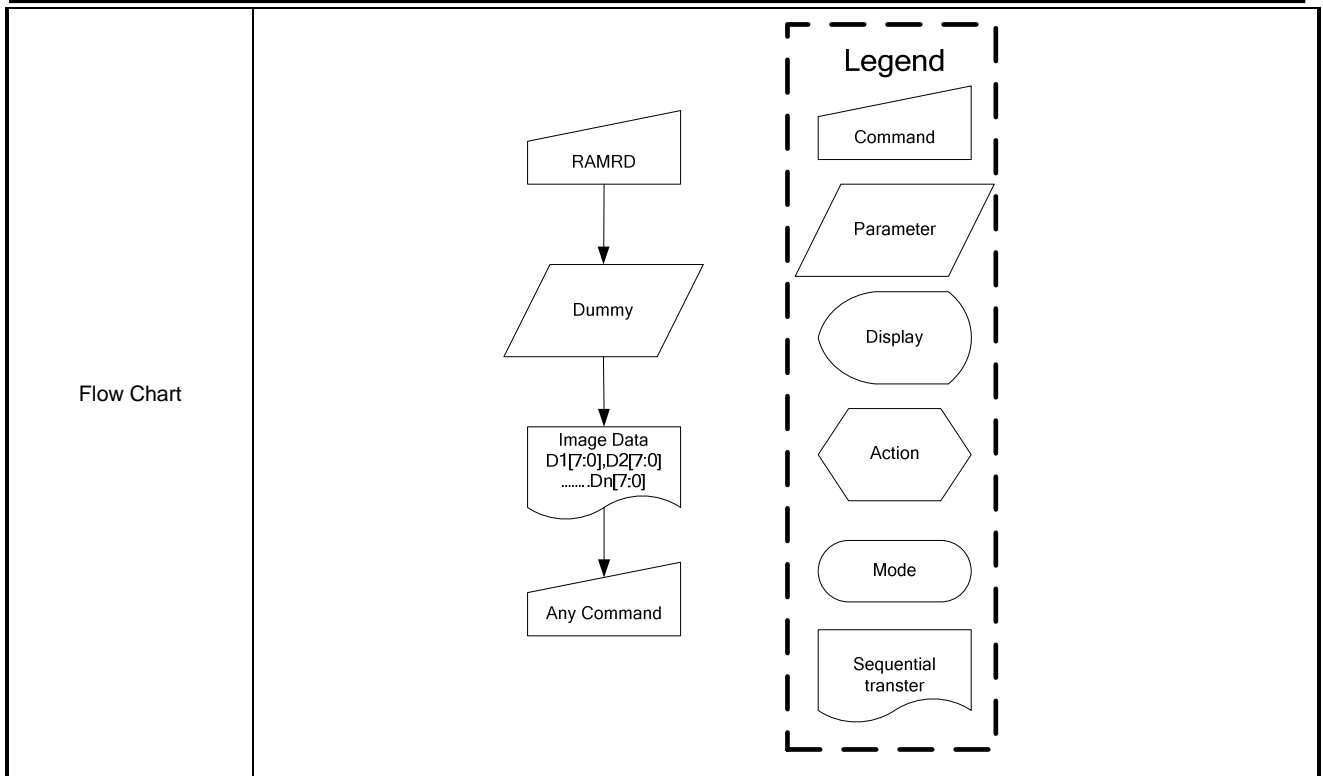 Flow Chart
RAMRD
Dummy
Image Data
D1[7:0],D2[7:0]
........Dn[7:0]
Any Command
Legend
Command
Parameter
Display
Action
Mode
Sequential
transter